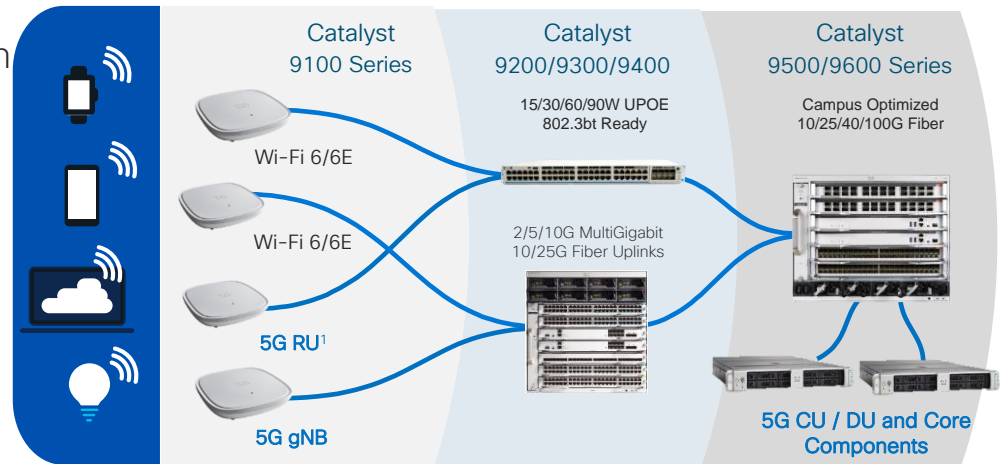 n
Catalyst
9100 Series
Wi-Fi 6/6E
Wi-Fi 6/6E
5G RU¹
5G gNB
Catalyst
9200/9300/9400
15/30/60/90W UPOE
802.3bt Ready
2/5/10G MultiGigabit
10/25G Fiber Uplinks
Catalyst
9500/9600 Series
Campus Optimized
10/25/40/100G Fiber
5G CU / DU and Core
Components